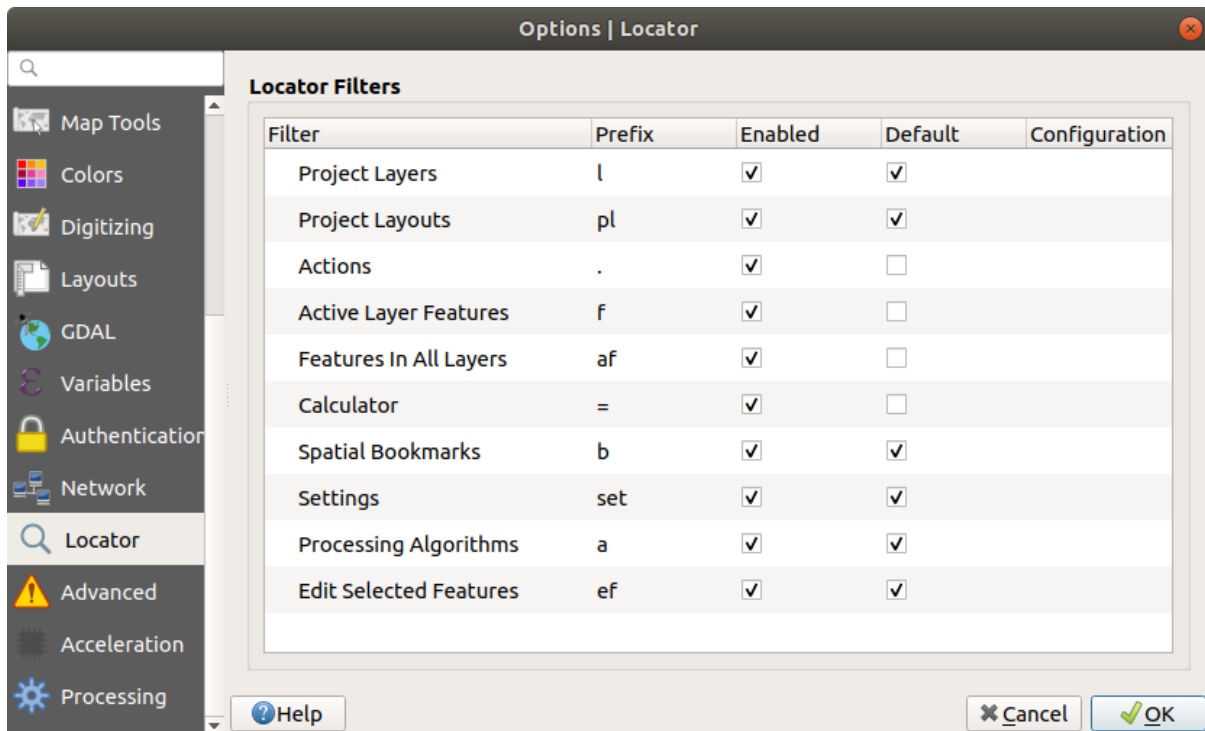 Options | Locator
Map Tools
Colors
Digitizing
Layouts
GDAL
Variables
Authentication
Network
Locator
Advanced
Acceleration
Processing
Locator Filters
Filter Prefix Enabled Default Configuration
Project Layers l
Project Layouts pl
Actions .
Active Layer Features f
Features In All Layers af
Calculator =
Spatial Bookmarks b
Settings set
Processing Algorithms a
Edit Selected Features ef
Help
Cancel
OK